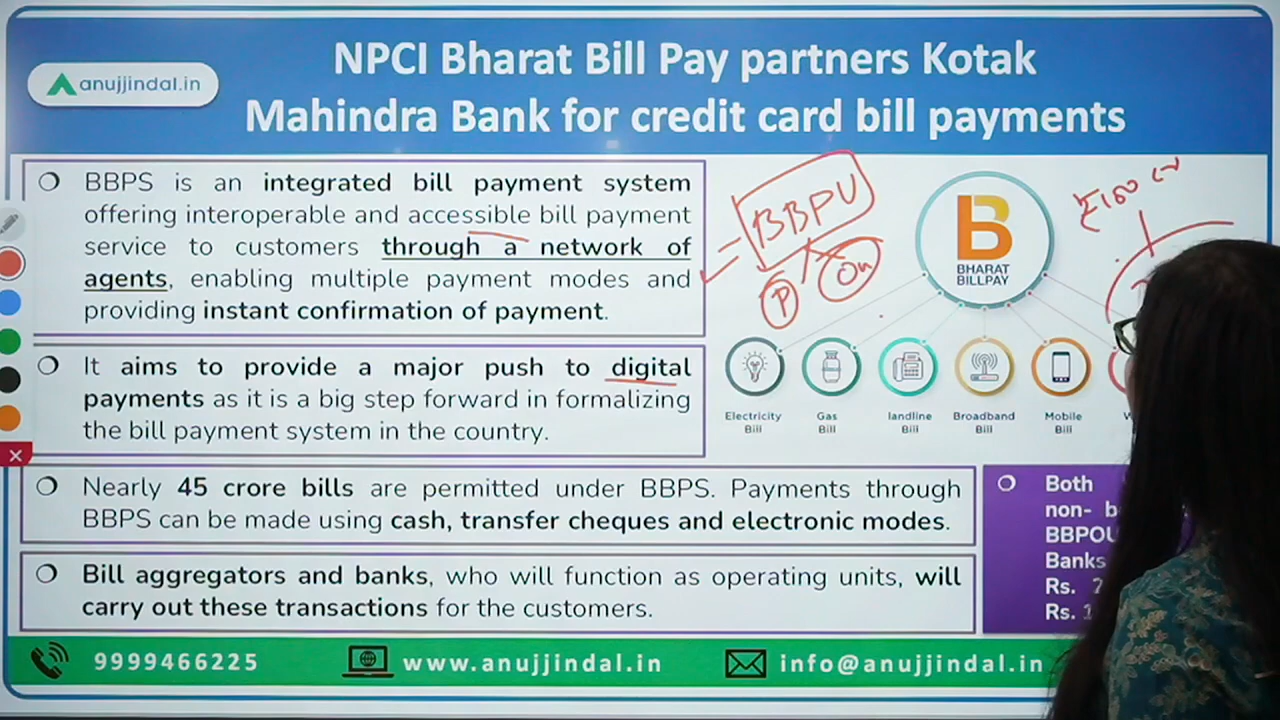 NPCI Bharat Bill Pay partners Kotak
Mahindra Bank for credit card bill payments
anujjindal.in
BBPS is an integrated bill payment system
offering interoperable and accessible bill payment
service to customers through a network of
agents, enabling multiple payment modes and
providing instant confirmation of payment.
It aims to provide a major push to digital
payments as it is a big step forward in formalizing
the bill payment system in the country.
BBPU
P
On
B
BHARAT
BILLPAY
Electricity
Bill
Gas
Bill
landline
Bill
Broadband
Bill
Mobile
Bill
Nearly 45 crore bills are permitted under BBPS. Payments through
BBPS can be made using cash, transfer cheques and electronic modes.
Bill aggregators and banks, who will function as operating units, will
carry out these transactions for the customers.
Both
non-
BBPOU
Banks
Rs.
Rs.
9999466225
www.anujjindal.in
info@anujjindal.in